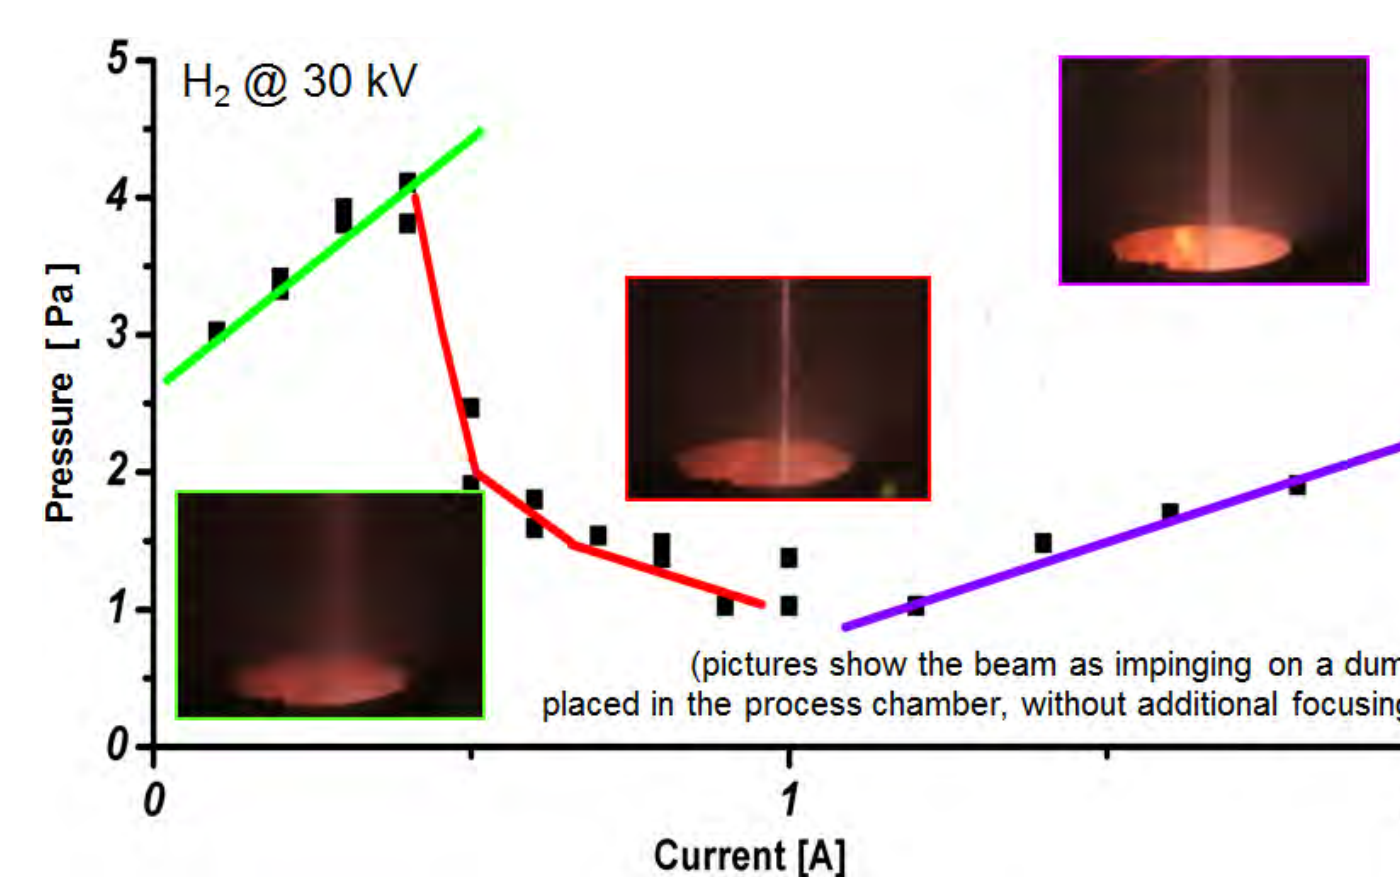 5
H2 @ 30 kV
4
3
2
1
0
Pressure [ Pa ]
(pictures show the beam as impinging on a
placed in the process chamber, without additional
0
1
Current [A]